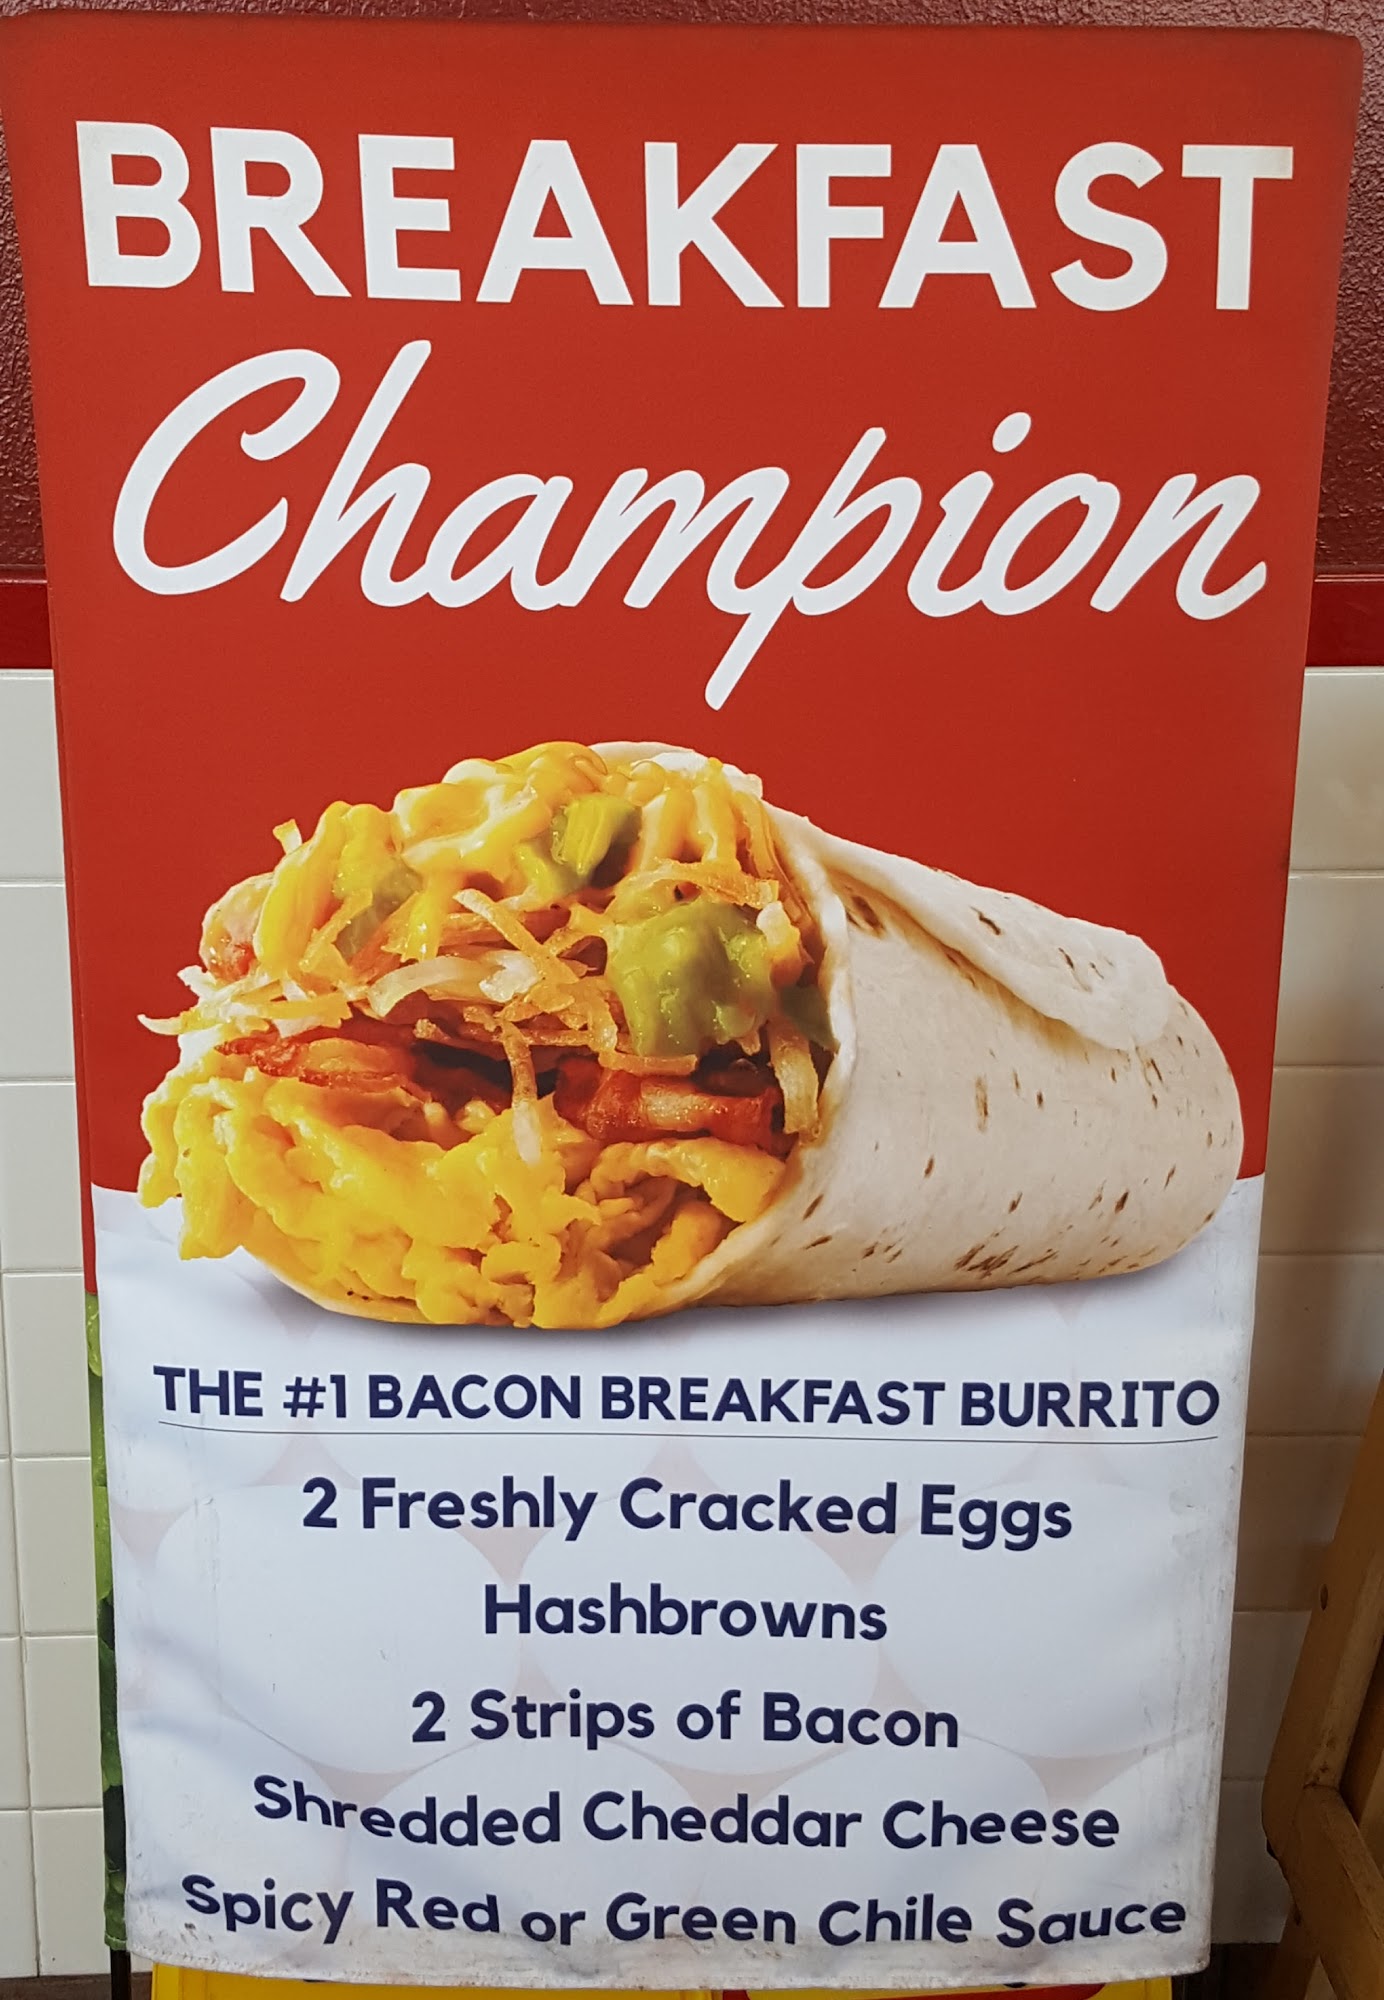 BREAKFAST
Champion
THE #1 BACON BREAKFAST BURRITO
2 Freshly Cracked Eggs
Hashbrowns
2 Strips of Bacon
Shredded Cheddar Cheese
Spicy Red or Green Chile Sauce